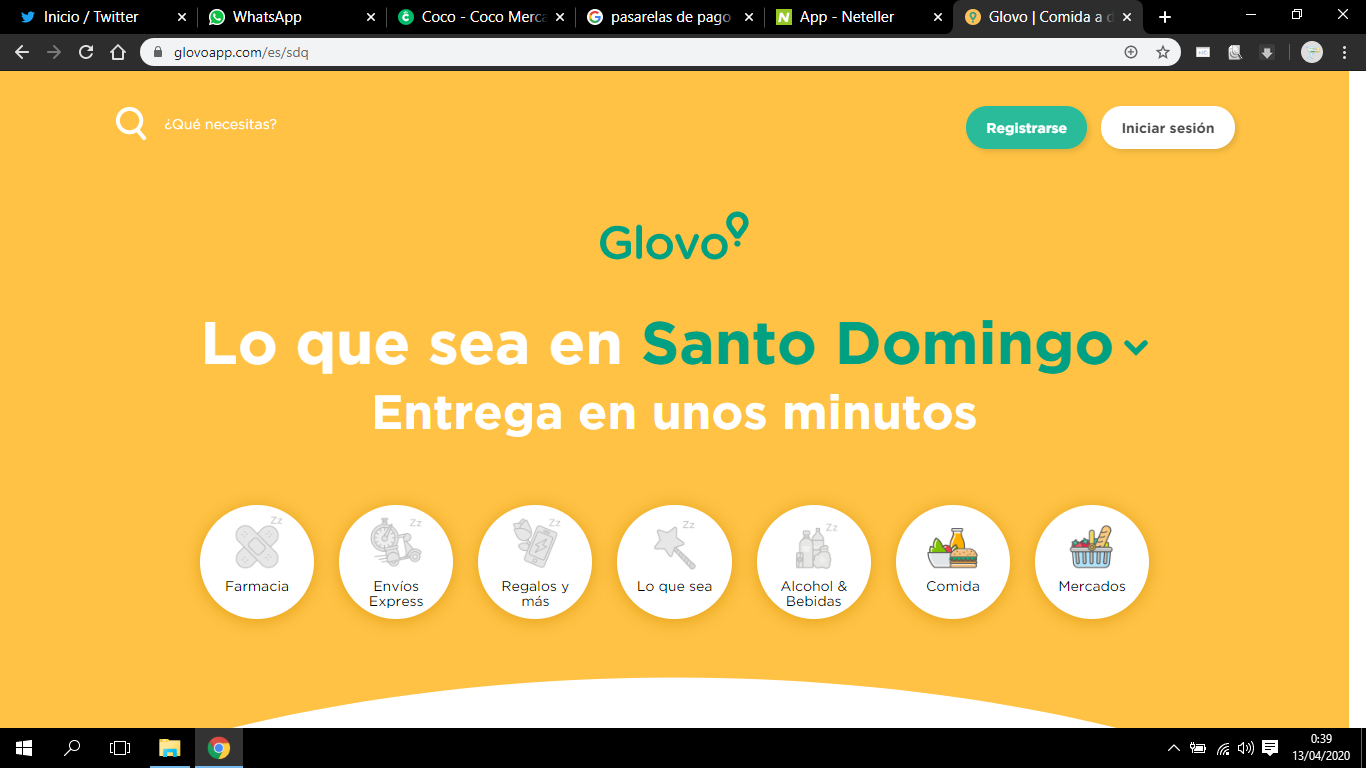 Inicio / Twitter
WhatsApp
Coco - Coco Merca
pasarelas de pago
App - Neteller
Glovo | Comida a d
glovoapp.com/es/sdq
¿Qué necesitas?
Registrarse
Iniciar sesión
Glovo
Lo que sea en Santo Domingo
Entrega en unos minutos
Zz
Zz
Zz
Zz
Zz
Farmacia
Envíos
Express
Regalos y
más
Lo que sea
Alcohol &
Bebidas
Comida
Mercados
0:39
13/04/2020